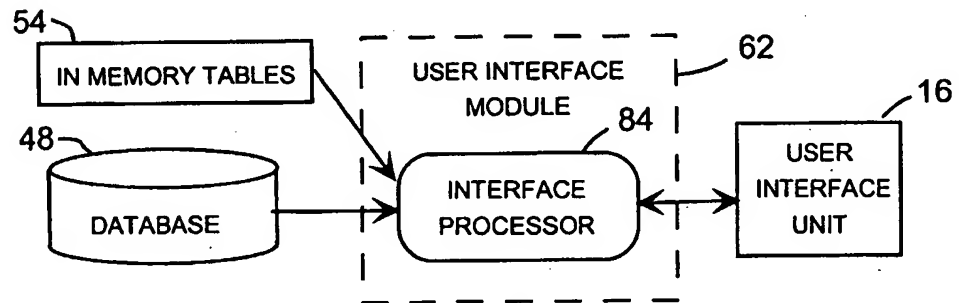 54
IN MEMORY TABLES
48
DATABASE
USER INTERFACE
MODULE
62
84
INTERFACE
PROCESSOR
16
USER
INTERFACE
UNIT